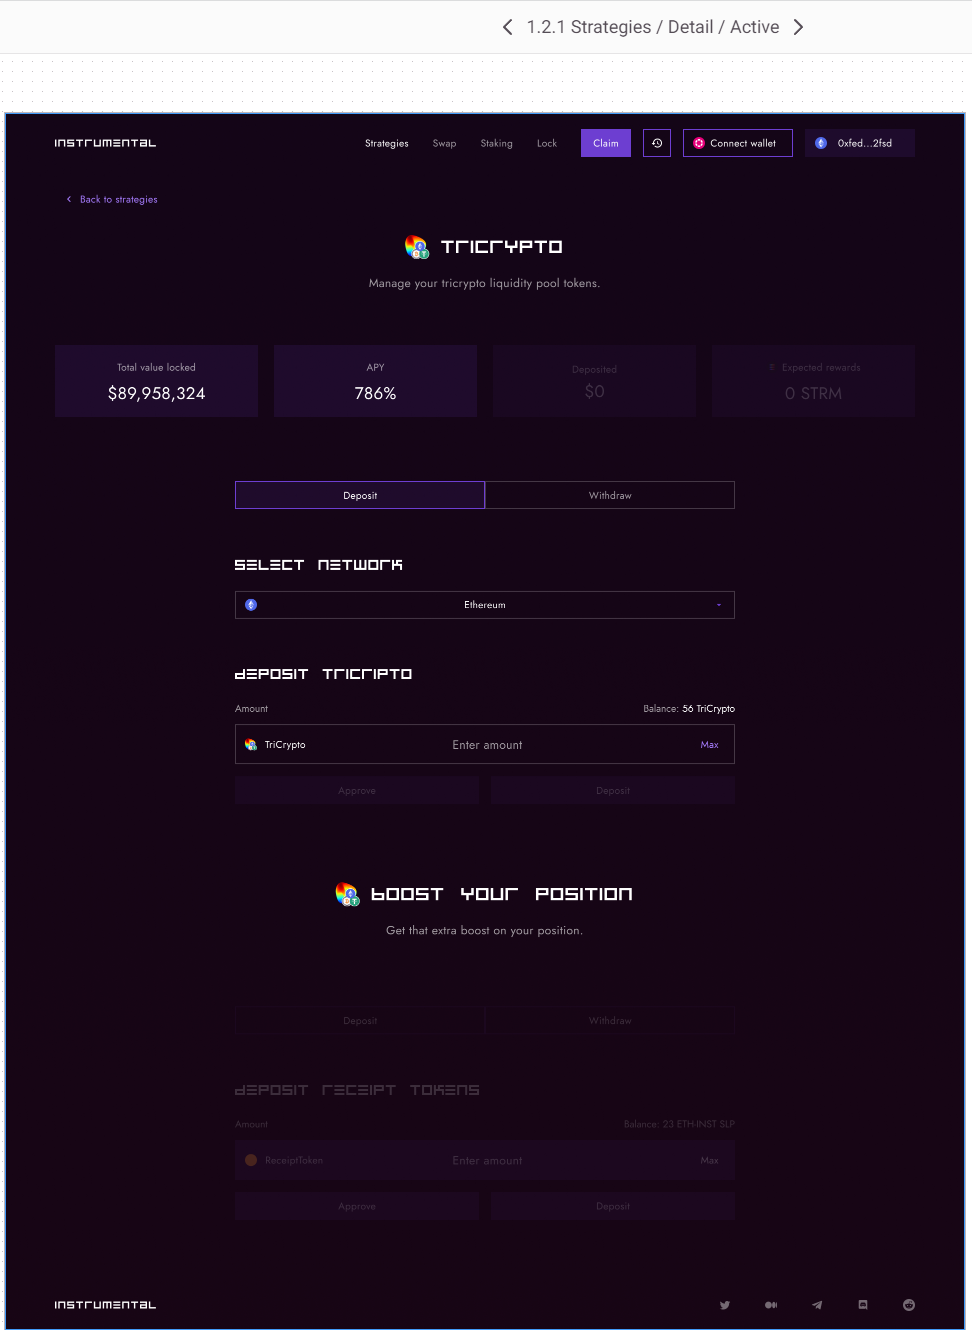 1.2.1 Strategies / Detail / Active
INSTRUMENTAL Strategies Swap Staking Lock Claim Connect wallet 0xfed...2fsd
Back to strategies
TRICRYPTO
Manage your tricrypto liquidity pool tokens.
Total value locked APY Deposited Expected rewards
$89,958,324 786% $0 0 STRM
Deposit Withdraw
SELECT NETWORK
Ethereum
DEPOSIT TRICRIPTO
Amount Balance: 56 TriCrypto
TriCrypto Enter amount Max
Approve Deposit
BOOST YOUR POSITION
Get that extra boost on your position.
Deposit Withdraw
DEPOSIT RECEIPT TOKENS
Amount Balance: 23 ETH-INST SLP
ReceiptToken Enter amount Max
Approve Deposit
INSTRUMENTAL